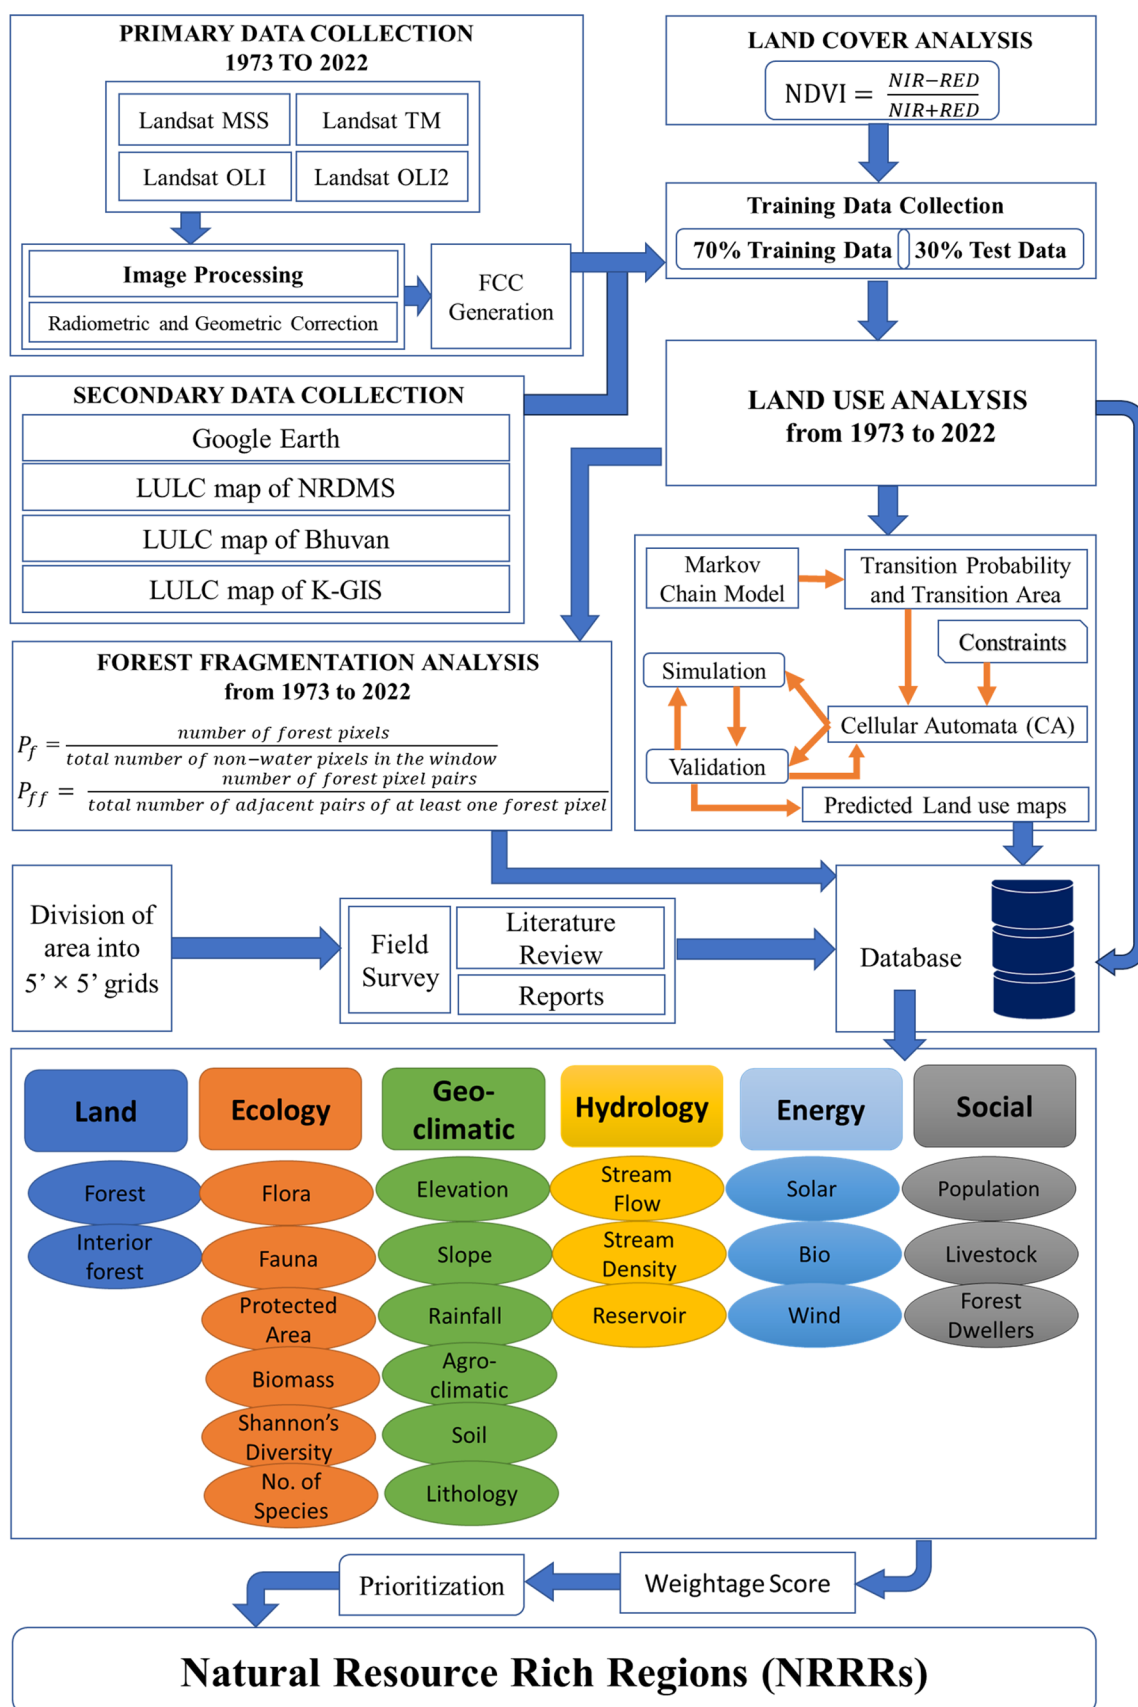 PRIMARY DATA COLLECTION
1973 TO 2022
Landsat MSS
Landsat TM
Landsat OLI
Landsat OLI2
Image Processing
Radiometric and Geometric Correction
FCC
Generation
LAND COVER ANALYSIS
NDVI = \frac{NIR−RED}{NIR+RED}
Training Data Collection
70% Training Data
30% Test Data
SECONDARY DATA COLLECTION
Google Earth
LULC map of NRDMS
LULC map of Bhuvan
LULC map of K-GIS
LAND USE ANALYSIS
from 1973 to 2022
Markov
Chain Model
Transition Probability
and Transition Area
Constraints
Simulation
Cellular Automata (CA)
Validation
Predicted Land use maps
FOREST FRAGMENTATION ANALYSIS
from 1973 to 2022
P_f = \frac{number of forest pixels}{total number of non−water pixels in the window}
P_{ff} = \frac{number of forest pixel pairs}{total number of adjacent pairs of at least one forest pixel}
Division of
area into
5’ × 5’ grids
Field
Survey
Literature
Review
Reports
Database
Land
Forest
Interior
forest
Ecology
Flora
Fauna
Protected
Area
Biomass
Shannon’s
Diversity
No. of
Species
Geo-
climatic
Elevation
Slope
Rainfall
Agro-
climatic
Soil
Lithology
Hydrology
Stream
Flow
Stream
Density
Reservoir
Energy
Solar
Bio
Wind
Social
Population
Livestock
Forest
Dwellers
Weightage Score
Prioritization
Natural Resource Rich Regions (NRRRs)